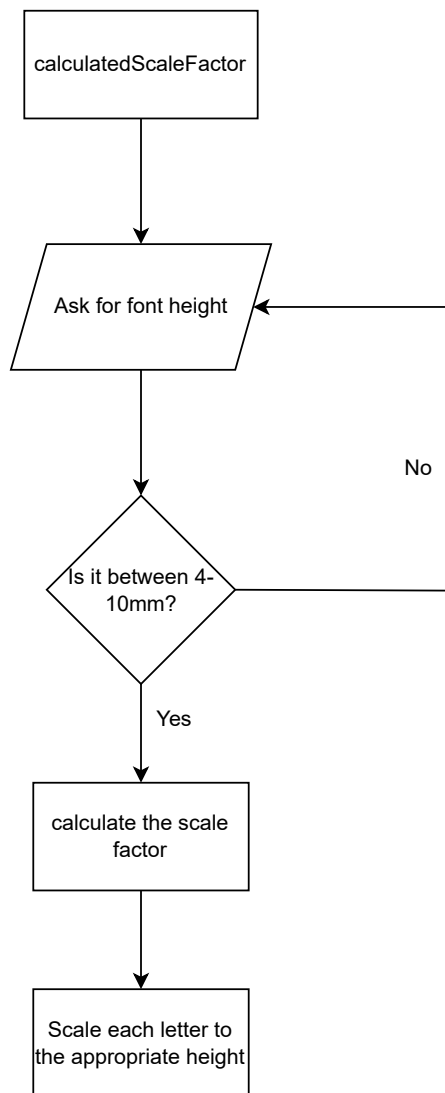 calculatedScaleFactor
Ask for font height
No
Is it between 4-
10mm?
Yes
calculate the scale
factor
Scale each letter to
the appropriate height